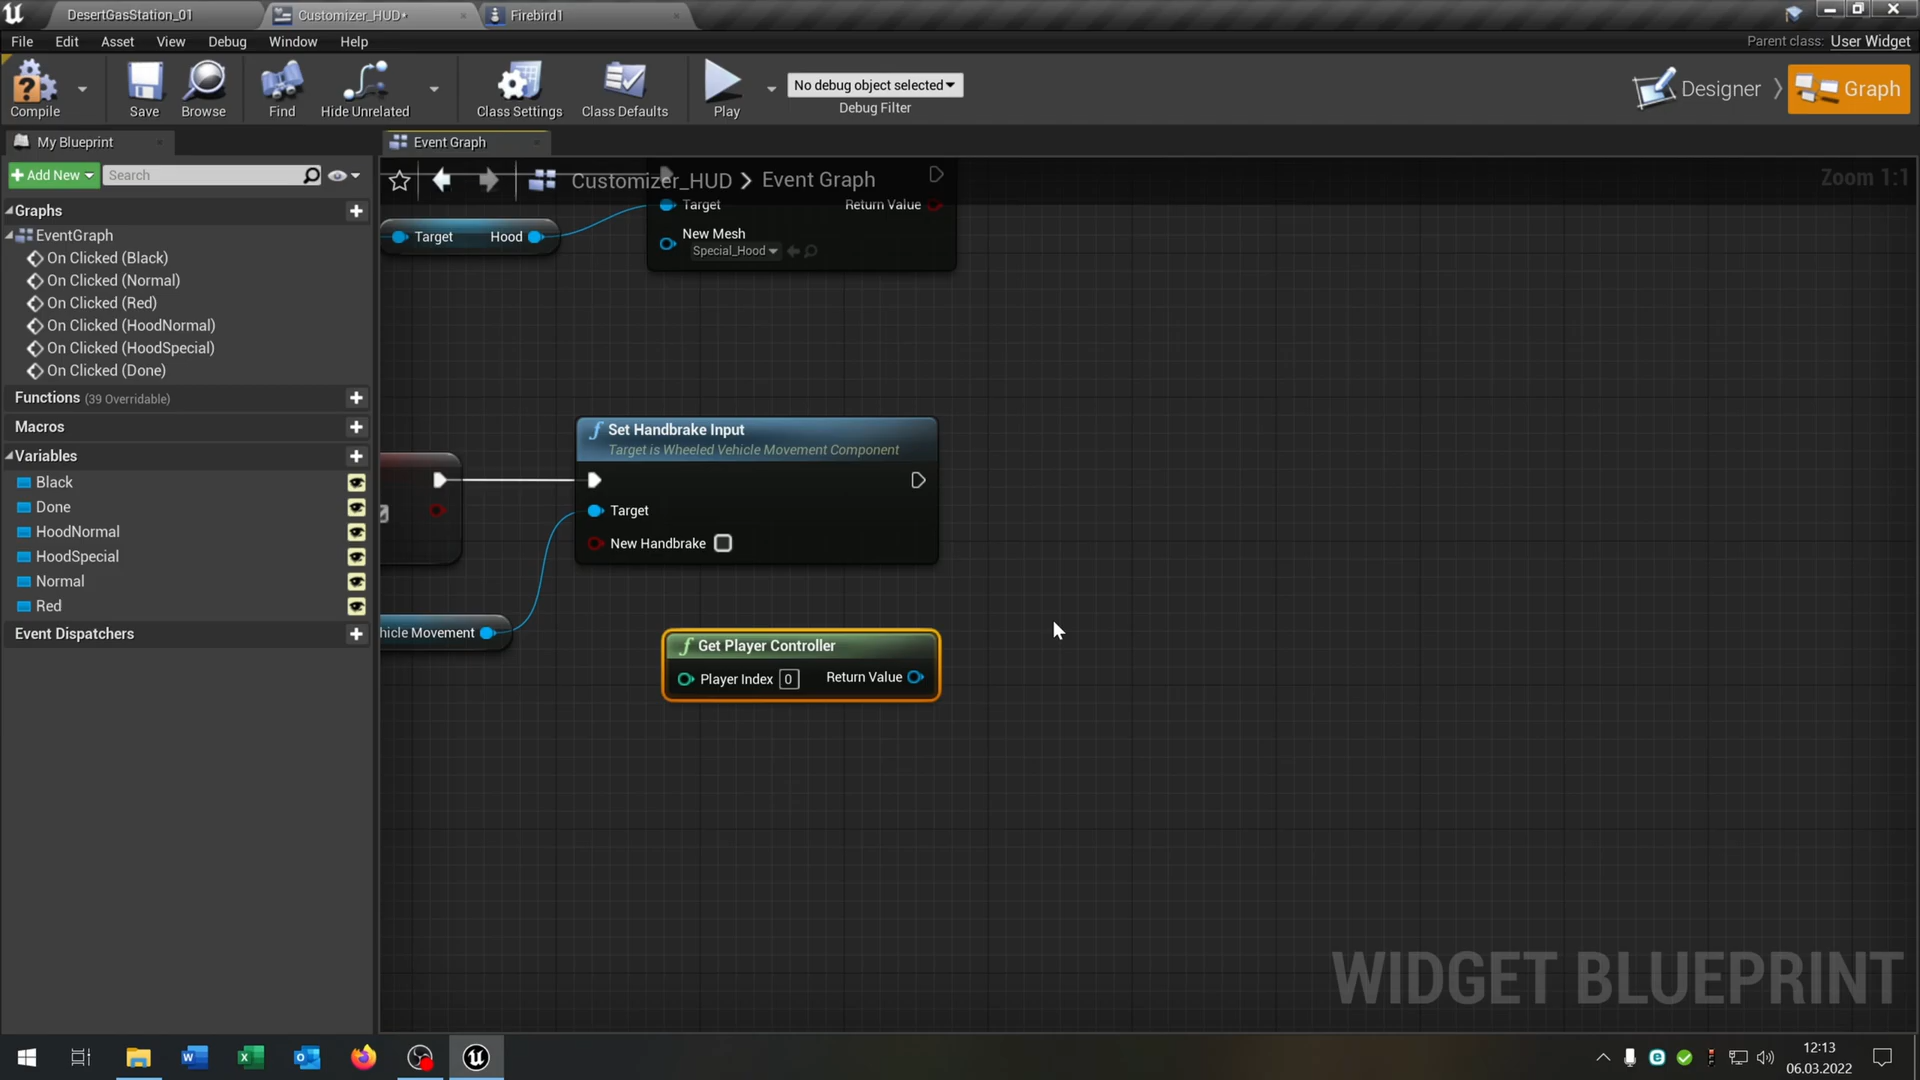 DesertGasStation_01
Customizer_HUD*
Firebird1
File
Edit
Asset
View
Debug
Window
Help
Parent class: User Widget
Compile
Save
Browse
Find
Hide Unrelated
Class Settings
Class Defaults
Play
No debug object selected
Debug Filter
Designer
Graph
My Blueprint
Event Graph
Add New
Search
Customizer_HUD > Event Graph
Zoom 1:1
Graphs
EventGraph
On Clicked (Black)
On Clicked (Normal)
On Clicked (Red)
On Clicked (HoodNormal)
On Clicked (HoodSpecial)
On Clicked (Done)
Functions (39 Overridable)
Macros
Variables
Black
Done
HoodNormal
HoodSpecial
Normal
Red
Event Dispatchers
Target
Return Value
Target
Hood
New Mesh
Special_Hood
Set Handbrake Input
Target is Wheeled Vehicle Movement Component
Target
New Handbrake
hicle Movement
Get Player Controller
Player Index 0
Return Value
WIDGET BLUEPRINT
12:13
06.03.2022